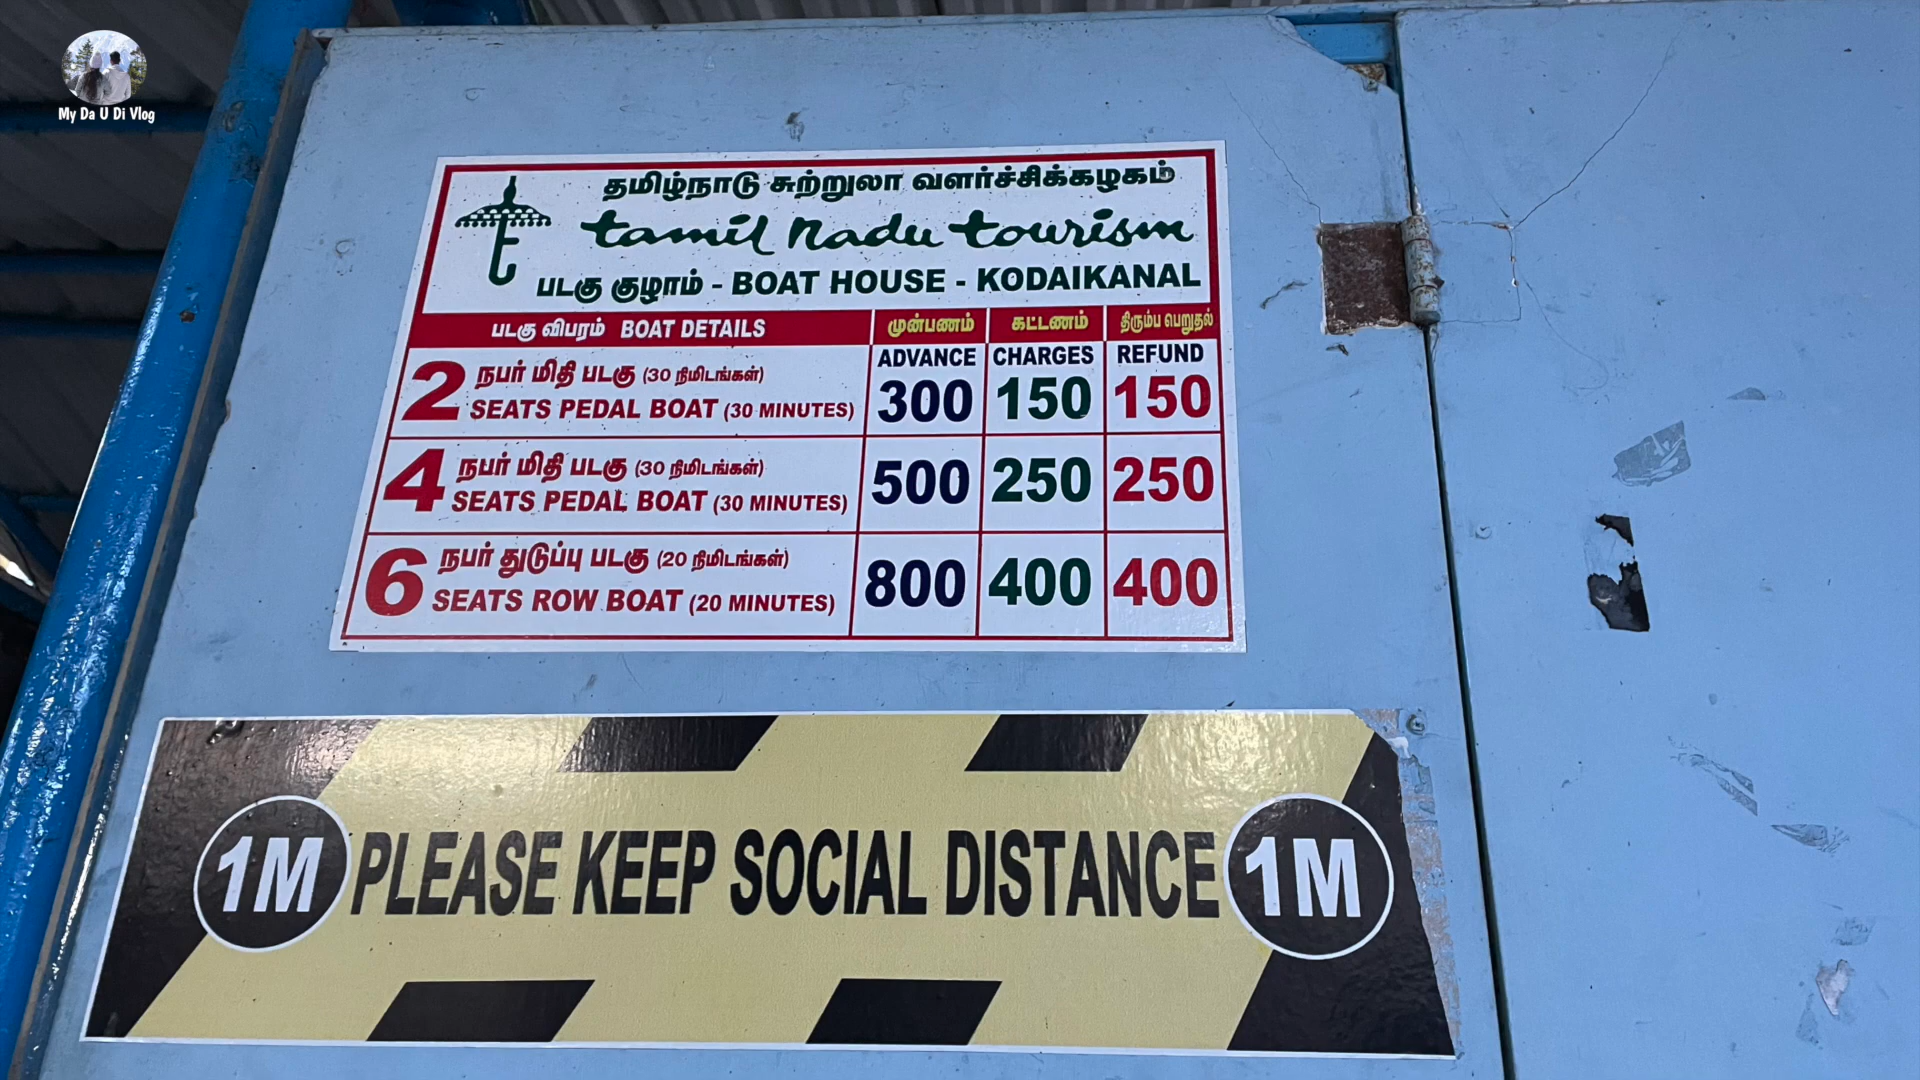 My Da U Di Vlog
தமிழ்நாடு சுற்றுலா வளர்ச்சிக்கழகம்
tamil nadu tourism
படகு குழாம் - BOAT HOUSE - KODAIKANAL
படகு விபரம் BOAT DETAILS முன்பணம் கட்டணம் திரும்ப பெறுதல்
ADVANCE CHARGES REFUND
2 நபர் மிதி படகு (30 நிமிடங்கள்)
SEATS PEDAL BOAT (30 MINUTES) 300 150 150
4 நபர் மிதி படகு (30 நிமிடங்கள்)
SEATS PEDAL BOAT (30 MINUTES) 500 250 250
6 நபர் துடுப்பு படகு (20 நிமிடங்கள்)
SEATS ROW BOAT (20 MINUTES) 800 400 400
1M PLEASE KEEP SOCIAL DISTANCE 1M